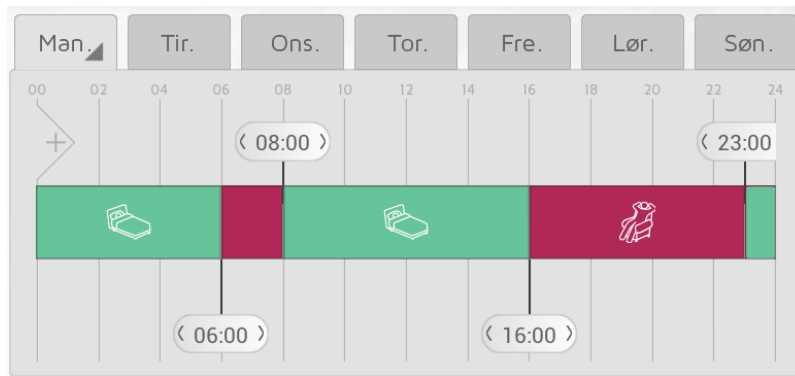 Man. Tir. Ons. Tor. Fre. Lør. Søn.
00 02 04 06 08 10 12 14 16 18 20 22 24
+
‹ 08:00 › ‹ 23:00
‹ 06:00 › ‹ 16:00 ›